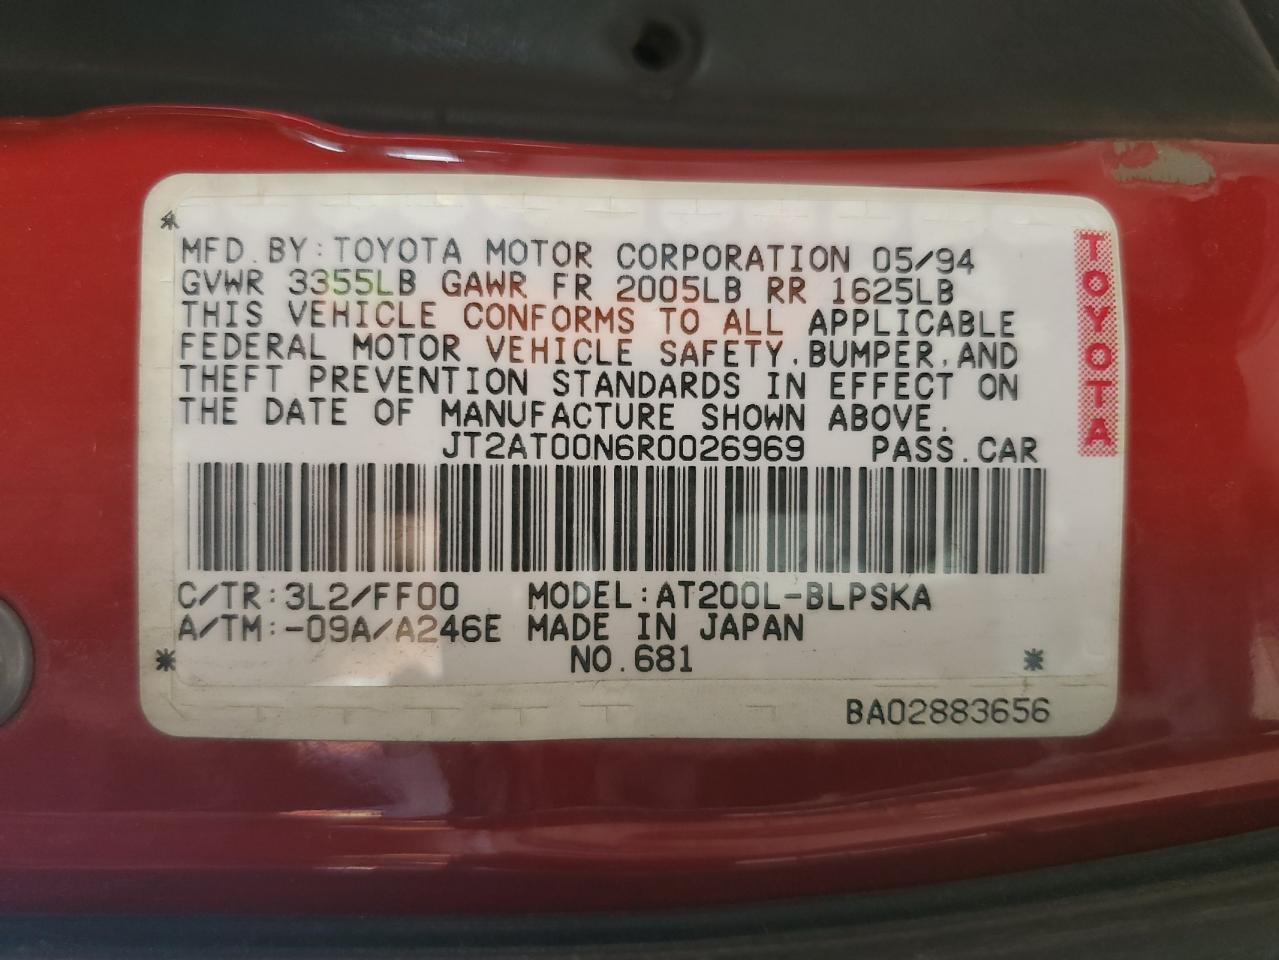 MFD.BY:TOYOTA MOTOR CORPORATION 05/94
GVWR 3355LB GAWR FR 2005LB RR 1625LB
THIS VEHICLE CONFORMS TO ALL APPLICABLE
FEDERAL MOTOR VEHICLE SAFETY,BUMPER,AND
THEFT PREVENTION STANDARDS IN EFFECT ON
THE DATE OF MANUFACTURE SHOWN ABOVE.
JT2AT00N6R0026969 PASS.CAR
C/TR:3L2/FF00 MODEL:AT200L-BLPSKA
A/TM:-09A/A246E MADE IN JAPAN
NO.681
BA02883656
TOYOTA